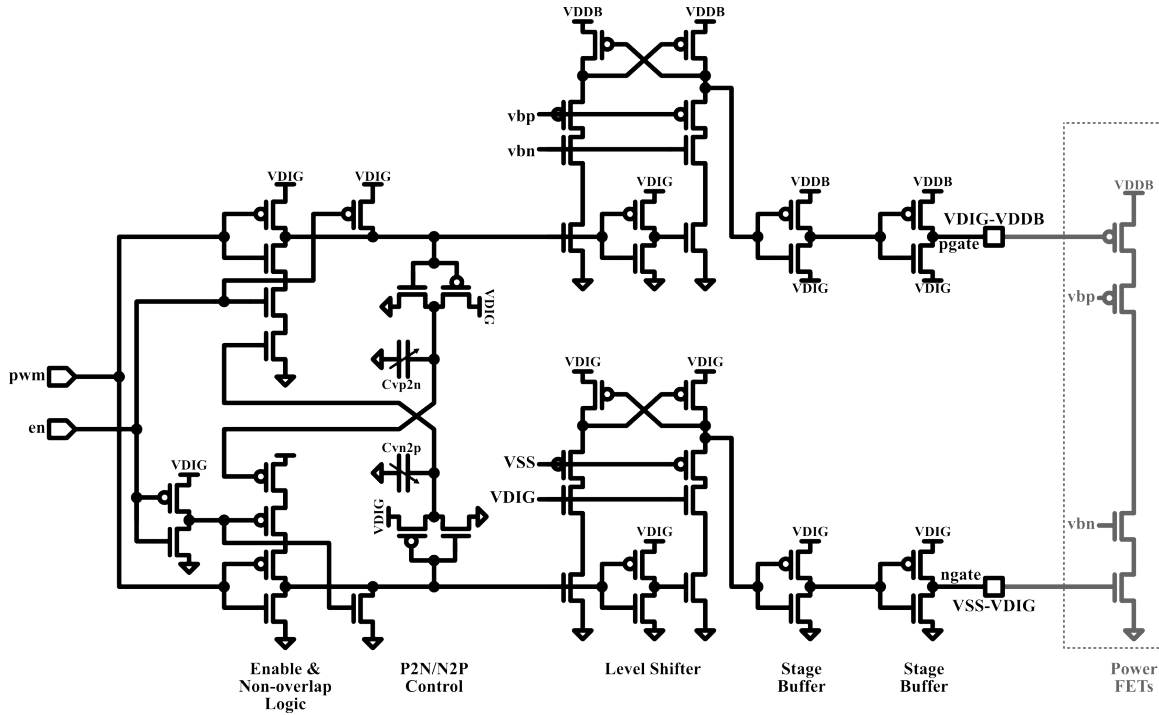 VDDB VDDB
vbp
vbn
VDIG VDIG VDIG VDDB VDDB VDDB
VDIG-VDDB
pgate
VDIG VDIG VDIG
vbp
pwm
Cvp2n
VDIG VDIG
en
Cvn2p
VDIG
VSS
VDIG
VDIG
vbn
VDIG VDIG VDIG
ngate
VSS-VDIG
Enable &
Non-overlap
Logic
P2N/N2P
Control
Level Shifter
Stage
Buffer
Stage
Buffer
Power
FETs